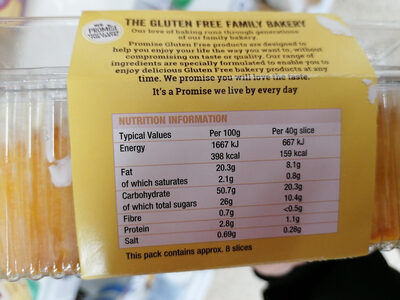 PROMISE
THE GLUTEN FREE FAMILY BAKERY
Our love of baking runs through generations
of our family bakery.
Promise Gluten Free products are designed to
help you enjoy your life the way you want to, without
compromising on taste or quality. Our range of
ingredients are specially formulated to enable you to
enjoy delicious Gluten Free bakery products at any
time. We promise you will love the taste.
It's a Promise we live by every day
NUTRITION INFORMATION
Typical Values Per 100g Per 40g slice
Energy 1667 kJ 667 kJ
398 kcal 159 kcal
Fat 20.3g 8.1g
of which saturates 2.1g 0.8g
Carbohydrate 50.7g 20.3g
of which total sugars 26g 10.4g
Fibre 0.7g <0.5g
Protein 2.8g 1.1g
Salt 0.69g 0.28g
This pack contains approx. 8 slices